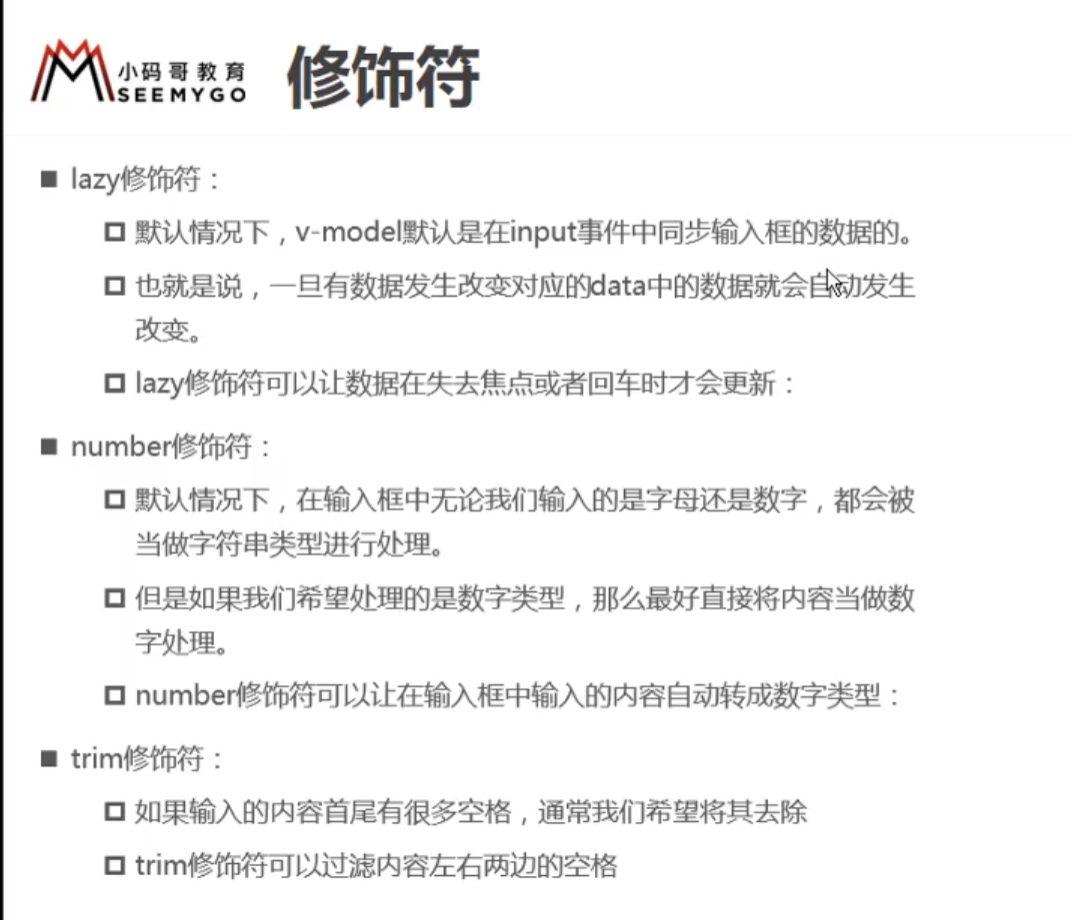 小码哥教育
SEEMYGO
修饰符
lazy修饰符：
默认情况下，v-model默认是在input事件中同步输入框的数据的。
也就是说，一旦有数据发生改变对应的data中的数据就会自动发生
改变。
lazy修饰符可以让数据在失去焦点或者回车时才会更新：
number修饰符：
默认情况下，在输入框中无论我们输入的是字母还是数字，都会被
当做字符串类型进行处理。
但是如果我们希望处理的是数字类型，那么最好直接将内容当做数
字处理。
number修饰符可以让在输入框中输入的内容自动转成数字类型：
trim修饰符：
如果输入的内容首尾有很多空格，通常我们希望将其去除
trim修饰符可以过滤内容左右两边的空格